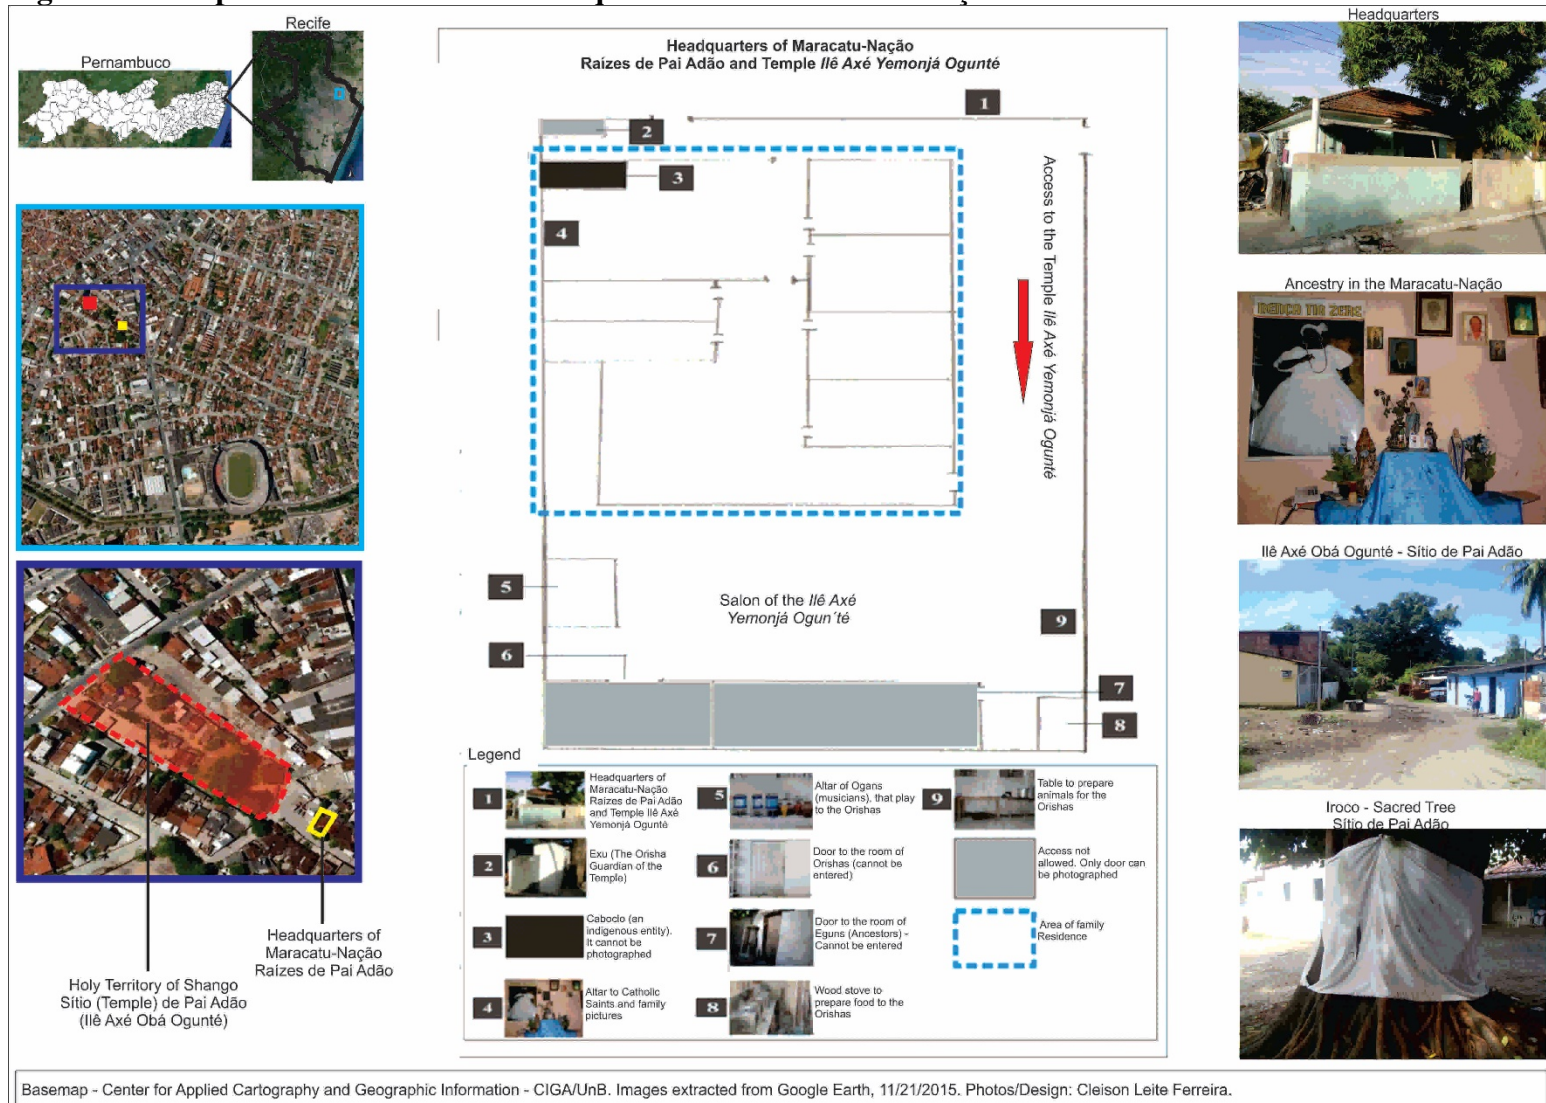 Recife
Pernambuco
Headquarters of
Maracatu-Nação
Raízes de Pai Adão
Holy Territory of Shango
Sítio (Temple) de Pai Adão
(Ilê Axé Obá Ogunté)
Headquarters of Maracatu-Nação
Raízes de Pai Adão and Temple Ilê Axé Yemonjá Ogunté
1
2
3
4
Access to the Temple Ilê Axé Yemonjá Ogunté
5
Salon of the Ilê Axé
Yemonjá Ogun´té
9
6
7
8
Legend
1
Headquarters of
Maracatu-Nação
Raízes de Pai Adão
and Temple Ilê Axé
Yemonjá Ogunté
2
Exu (The Orisha
Guardian of the
Temple)
3
Caboclo (an
indigenous entity).
It cannot be
photographed
4
Altar to Catholic
Saints and family
pictures
5
Altar of Ogans
(musicians), that play
to the Orishas
6
Door to the room of
Orishas (cannot be
entered)
7
Door to the room of
Eguns (Ancestors) -
Cannot be entered
8
Wood stove to
prepare food to the
Orishas
9
Table to prepare
animals for the
Orishas
Access not
allowed. Only door can
be photographed
Area of family
Residence
Headquarters
Ancestry in the Maracatu-Nação
Ilê Axé Obá Ogunté - Sítio de Pai Adão
Iroco - Sacred Tree
Sítio de Pai Adão
Basemap - Center for Applied Cartography and Geographic Information - CIGA/UnB. Images extracted from Google Earth, 11/21/2015. Photos/Design: Cleison Leite Ferreira.